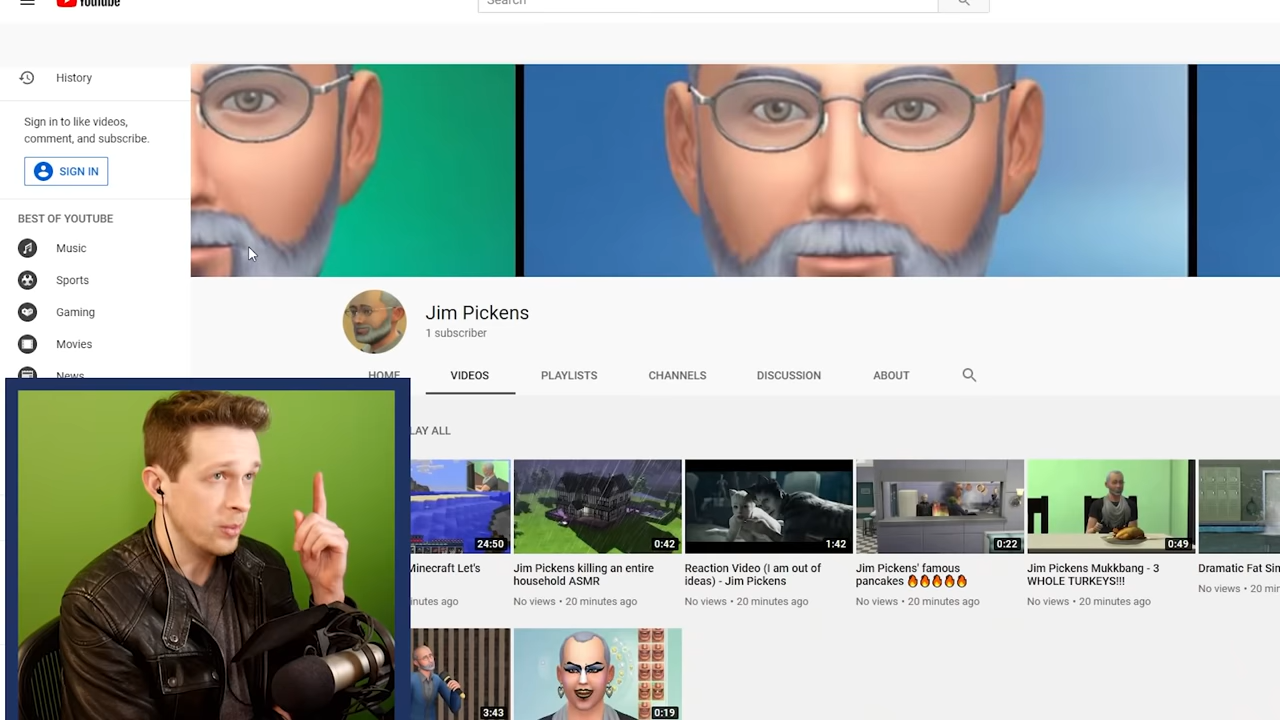 YouTube
Search
History
Sign in to like videos,
comment, and subscribe.
SIGN IN
BEST OF YOUTUBE
Music
Sports
Gaming
Movies
News
Jim Pickens
1 subscriber
HOME VIDEOS PLAYLISTS CHANNELS DISCUSSION ABOUT
LAY ALL
24:50 0:42 1:42 0:22 0:49
Minecraft Let's
Jim Pickens killing an entire
household ASMR
Reaction Video (I am out of
ideas) - Jim Pickens
Jim Pickens' famous
pancakes 🔥🔥🔥🔥🔥
Jim Pickens Mukkbang - 3
WHOLE TURKEYS!!!
Dramatic Fat Sin
inutes ago
No views • 20 minutes ago
No views • 20 minutes ago
No views • 20 minutes ago
No views • 20 minutes ago
No views • 20 min
3:43 0:19